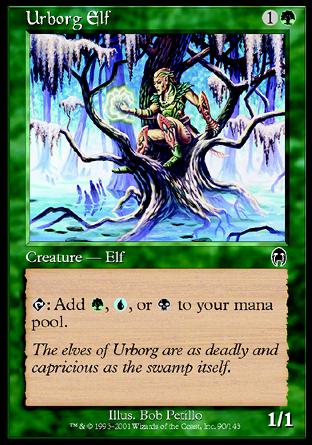 Urborg Elf 1
Creature — Elf
: Add , , or to your mana
pool.
The elves of Urborg are as deadly and
capricious as the swamp itself.
1/1
Illus. Bob Petillo
™ & © 1993-2001 Wizards of the Coast, Inc. 90/143